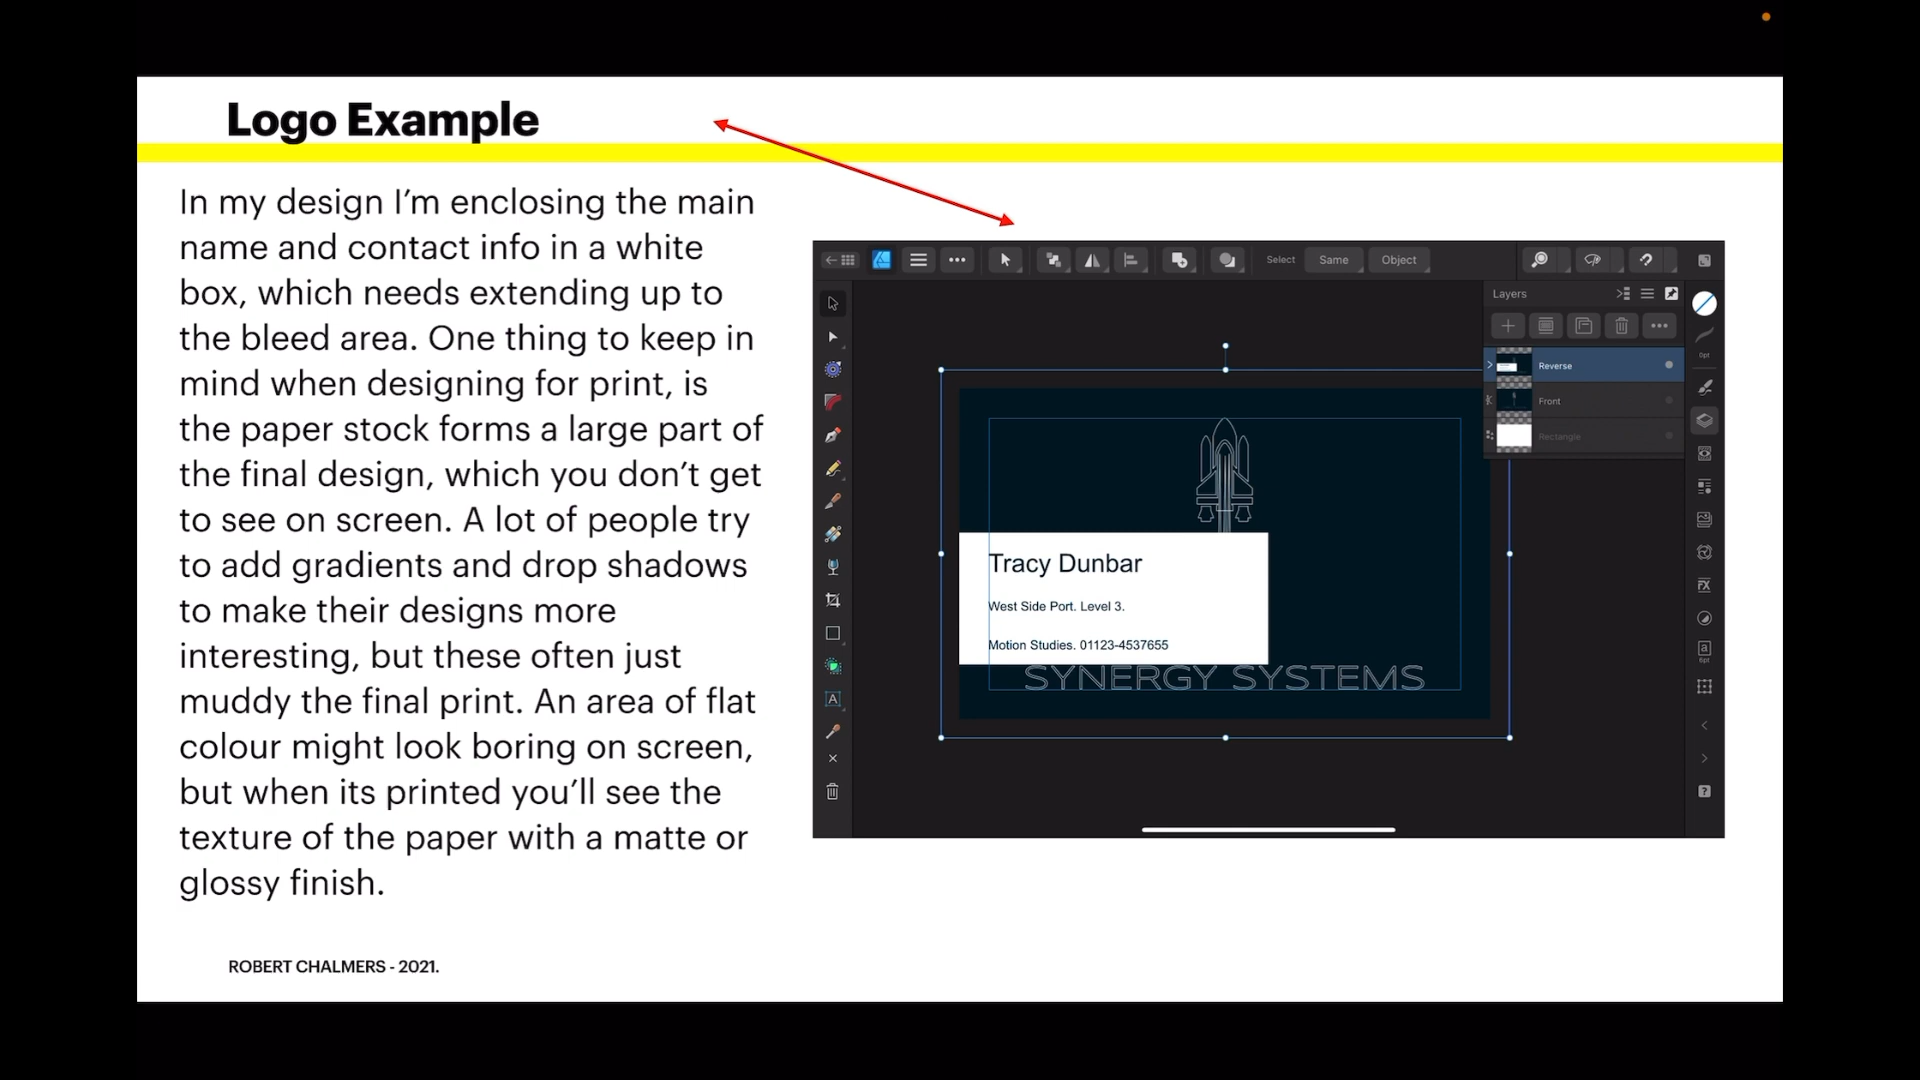 Logo Example
In my design I’m enclosing the main
name and contact info in a white
box, which needs extending up to
the bleed area. One thing to keep in
mind when designing for print, is
the paper stock forms a large part of
the final design, which you don’t get
to see on screen. A lot of people try
to add gradients and drop shadows
to make their designs more
interesting, but these often just
muddy the final print. An area of flat
colour might look boring on screen,
but when its printed you’ll see the
texture of the paper with a matte or
glossy finish.
Select Same Object
Layers
0pt
Reverse
Front
Rectangle
Tracy Dunbar
West Side Port. Level 3.
Motion Studies. 01123-4537655
SYNERGY SYSTEMS
FX
a
6pt
A
?
ROBERT CHALMERS - 2021.